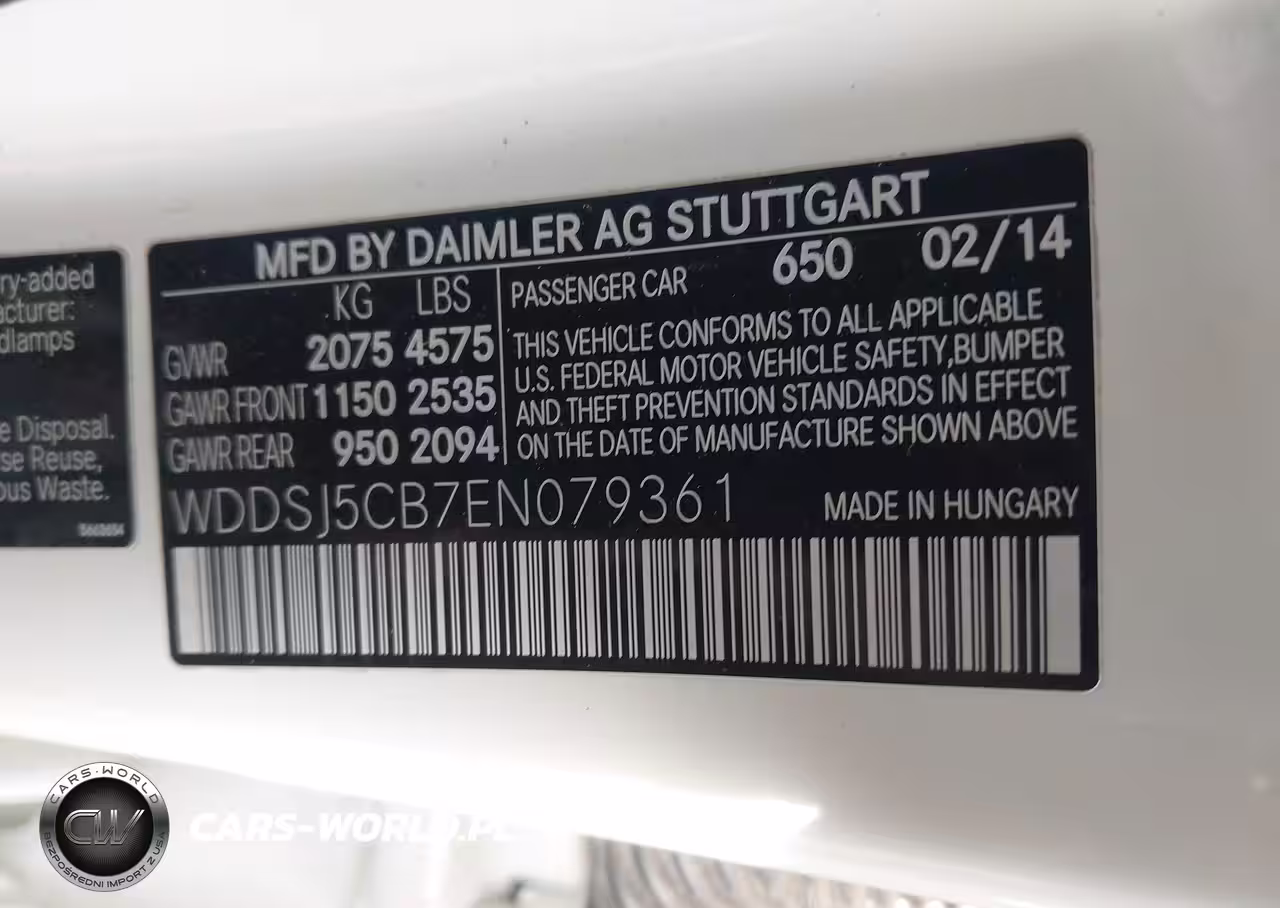 ry-added
acturer:
dlamps
e Disposal.
se Reuse,
ous Waste.
MFD BY DAIMLER AG STUTTGART
KG LBS
GVWR 2075 4575
GAWR FRONT 1150 2535
GAWR REAR 950 2094
PASSENGER CAR 650 02/14
THIS VEHICLE CONFORMS TO ALL APPLICABLE
U.S. FEDERAL MOTOR VEHICLE SAFETY,BUMPER
AND THEFT PREVENTION STANDARDS IN EFFECT
ON THE DATE OF MANUFACTURE SHOWN ABOVE
WDDSJ5CB7EN079361 MADE IN HUNGARY
CARS-WORLD
CW
BEZPOŚREDNI IMPORT Z USA
CARS-WORLD.PL